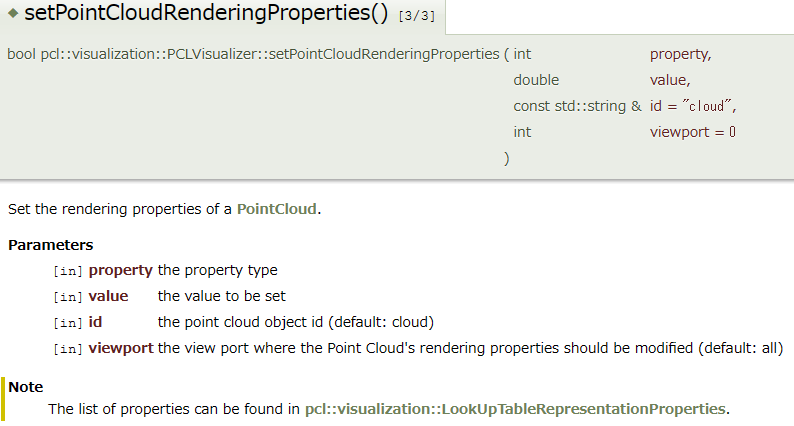 ◆ setPointCloudRenderingProperties() [3/3]
bool pcl::visualization::PCLVisualizer::setPointCloudRenderingProperties ( int property,
double value,
const std::string & id = "cloud",
int viewport = 0
)
Set the rendering properties of a PointCloud.
Parameters
[in] property the property type
[in] value the value to be set
[in] id the point cloud object id (default: cloud)
[in] viewport the view port where the Point Cloud's rendering properties should be modified (default: all)
Note
The list of properties can be found in pcl::visualization::LookUpTableRepresentationProperties.